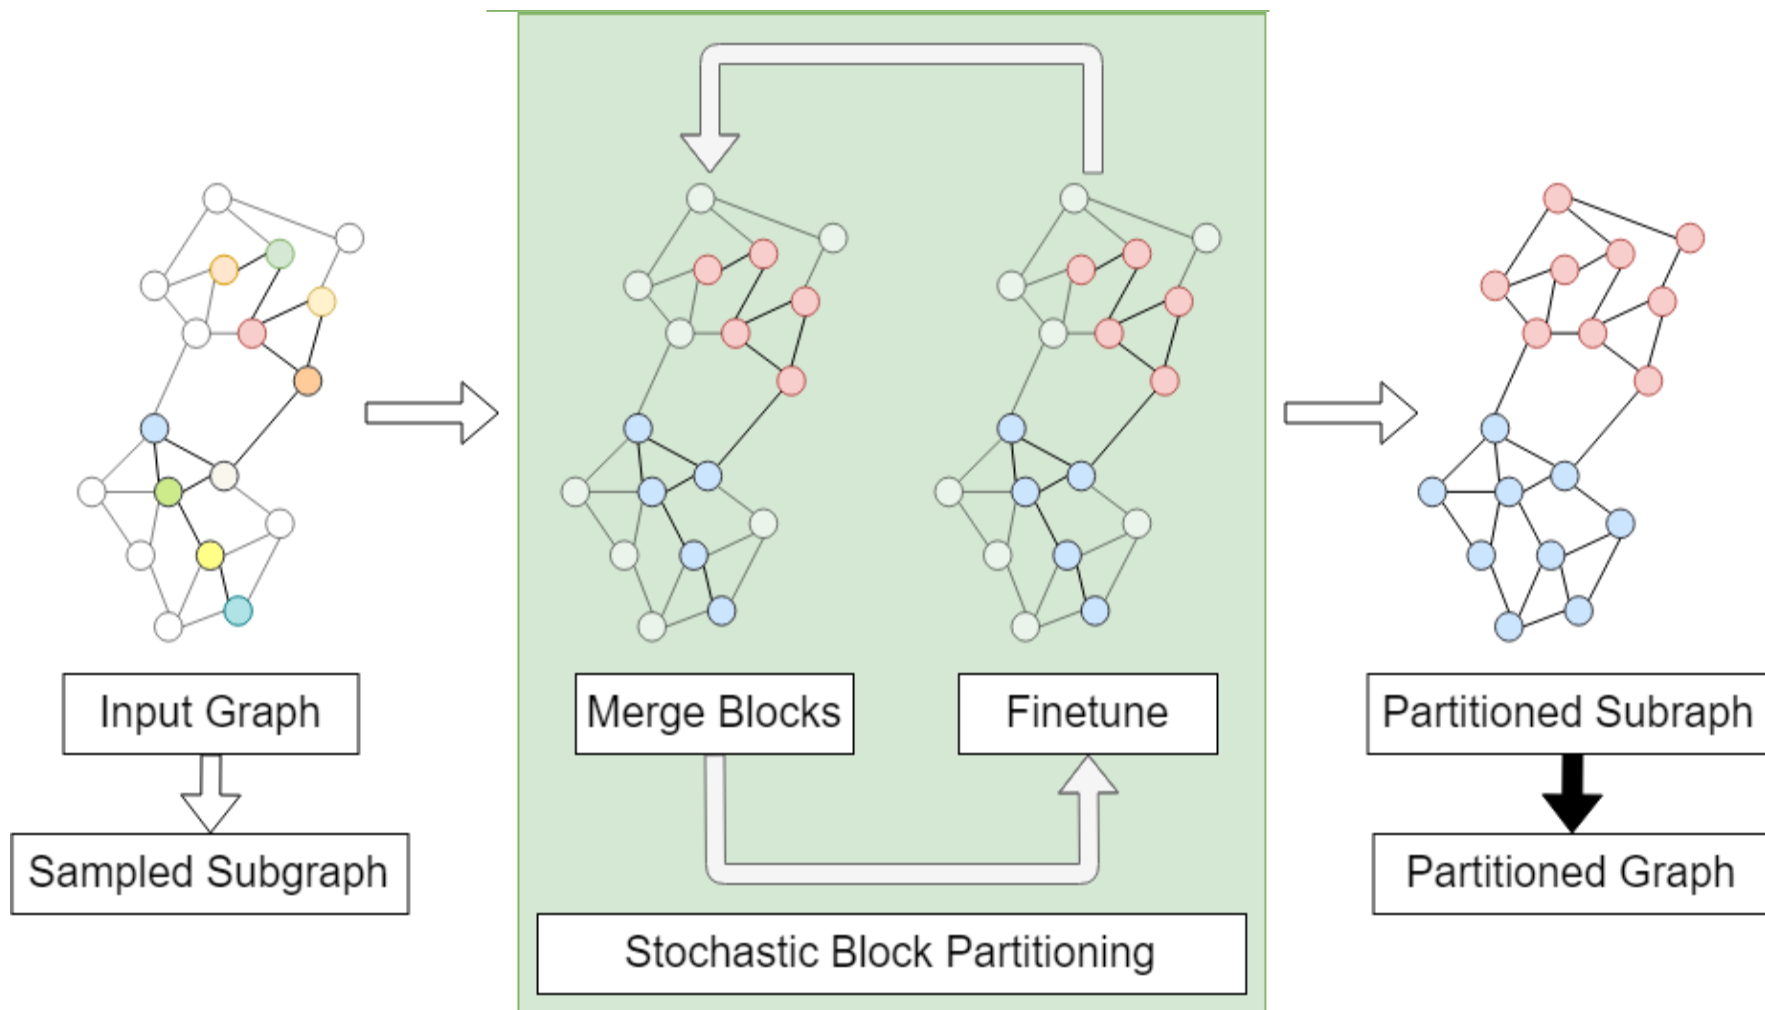 Input Graph
Merge Blocks
Finetune
Partitioned Subraph
Sampled Subgraph
Partitioned Graph
Stochastic Block Partitioning